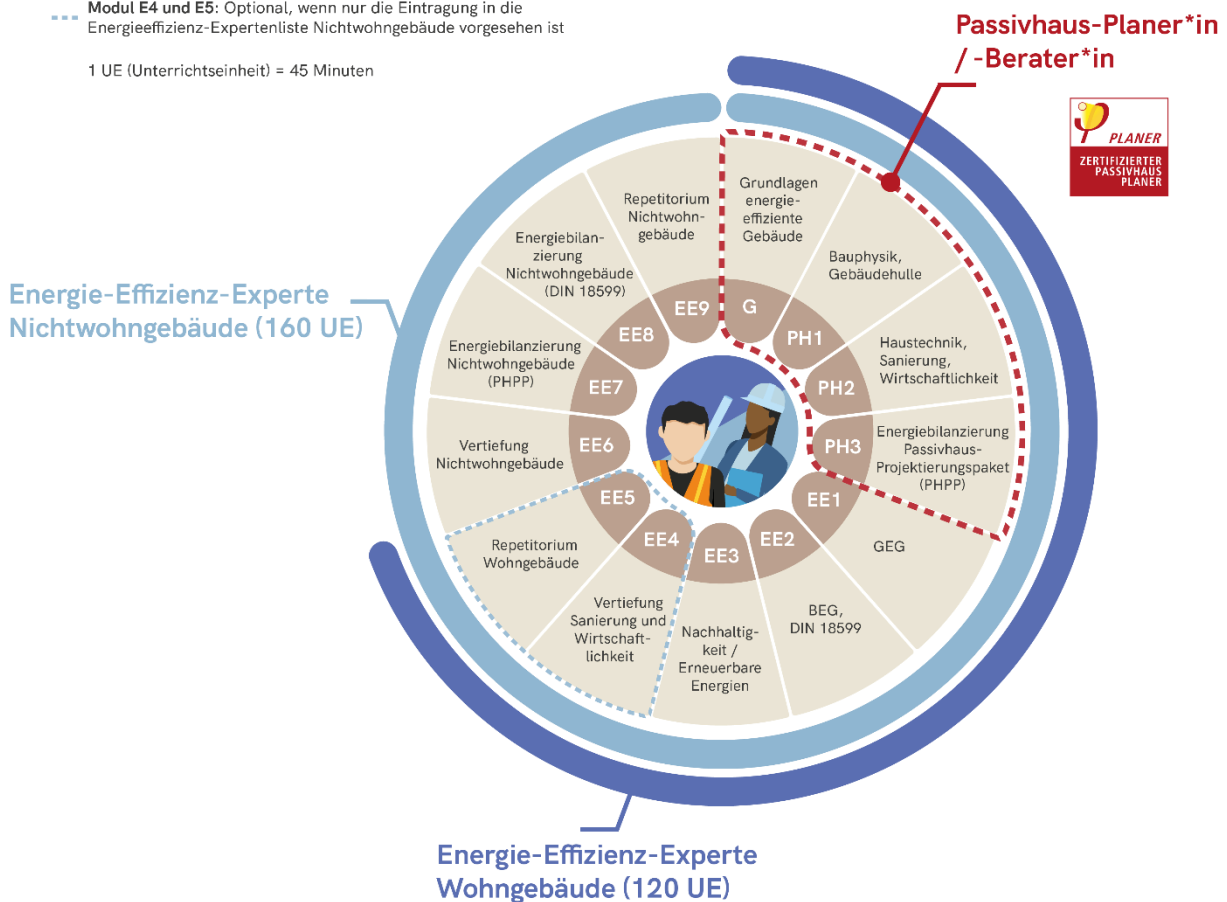 Modul E4 und E5: Optional, wenn nur die Eintragung in die
Energieeffizienz-Expertenliste Nichtwohngebäude vorgesehen ist
1 UE (Unterrichtseinheit) = 45 Minuten
Passivhaus-Planer*in
/ -Berater*in
PLANER
ZERTIFIZIERTER
PASSIVHAUS
PLANER
Energie-Effizienz-Experte
Nichtwohngebäude (160 UE)
Grundlagen
energie-
effiziente
Gebäude
G
Bauphysik,
Gebäudehulle
PH1
Haustechnik,
Sanierung,
Wirtschaftlichkeit
PH2
Energiebilanzierung
Passivhaus-
Projektierungspaket
(PHPP)
PH3
GEG
EE1
BEG,
DIN 18599
EE2
Nachhaltig-
keit /
Erneuerbare
Energien
EE3
Vertiefung
Sanierung und
Wirtschaft-
lichkeit
EE4
Repetitorium
Wohngebäude
EE5
Vertiefung
Nichtwohngebäude
EE6
Energiebilanzierung
Nichtwohngebäude
(PHPP)
EE7
Energiebilan-
zierung
Nichtwohngebäude
(DIN 18599)
EE8
Repetitorium
Nichtwohn-
gebäude
EE9
Energie-Effizienz-Experte
Wohngebäude (120 UE)